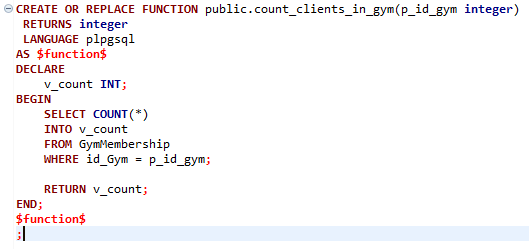 CREATE OR REPLACE FUNCTION public.count_clients_in_gym(p_id_gym integer)
 RETURNS integer
 LANGUAGE plpgsql
AS $function$
DECLARE
    v_count INT;
BEGIN
    SELECT COUNT(*)
    INTO v_count
    FROM GymMembership
    WHERE id_Gym = p_id_gym;

    RETURN v_count;
END;
$function$
;